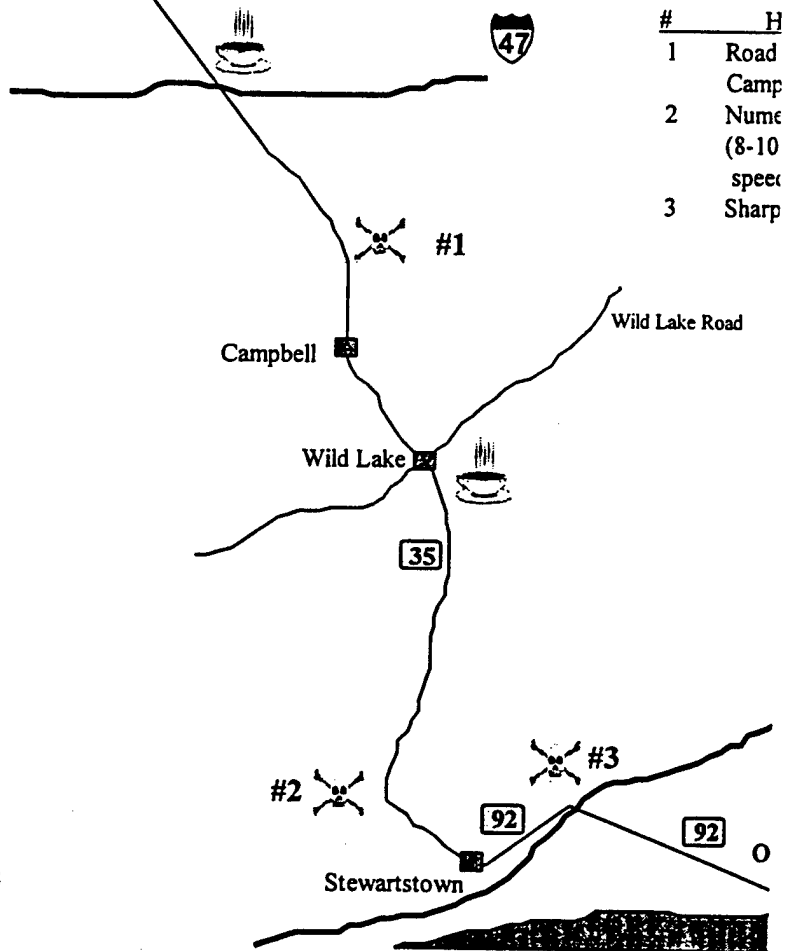 47
# H
1 Road
Camp
2 Nume
(8-10
speed
3 Sharp
#1
Wild Lake Road
Campbell
Wild Lake
35
#3
#2
92
92
O
Stewartstown